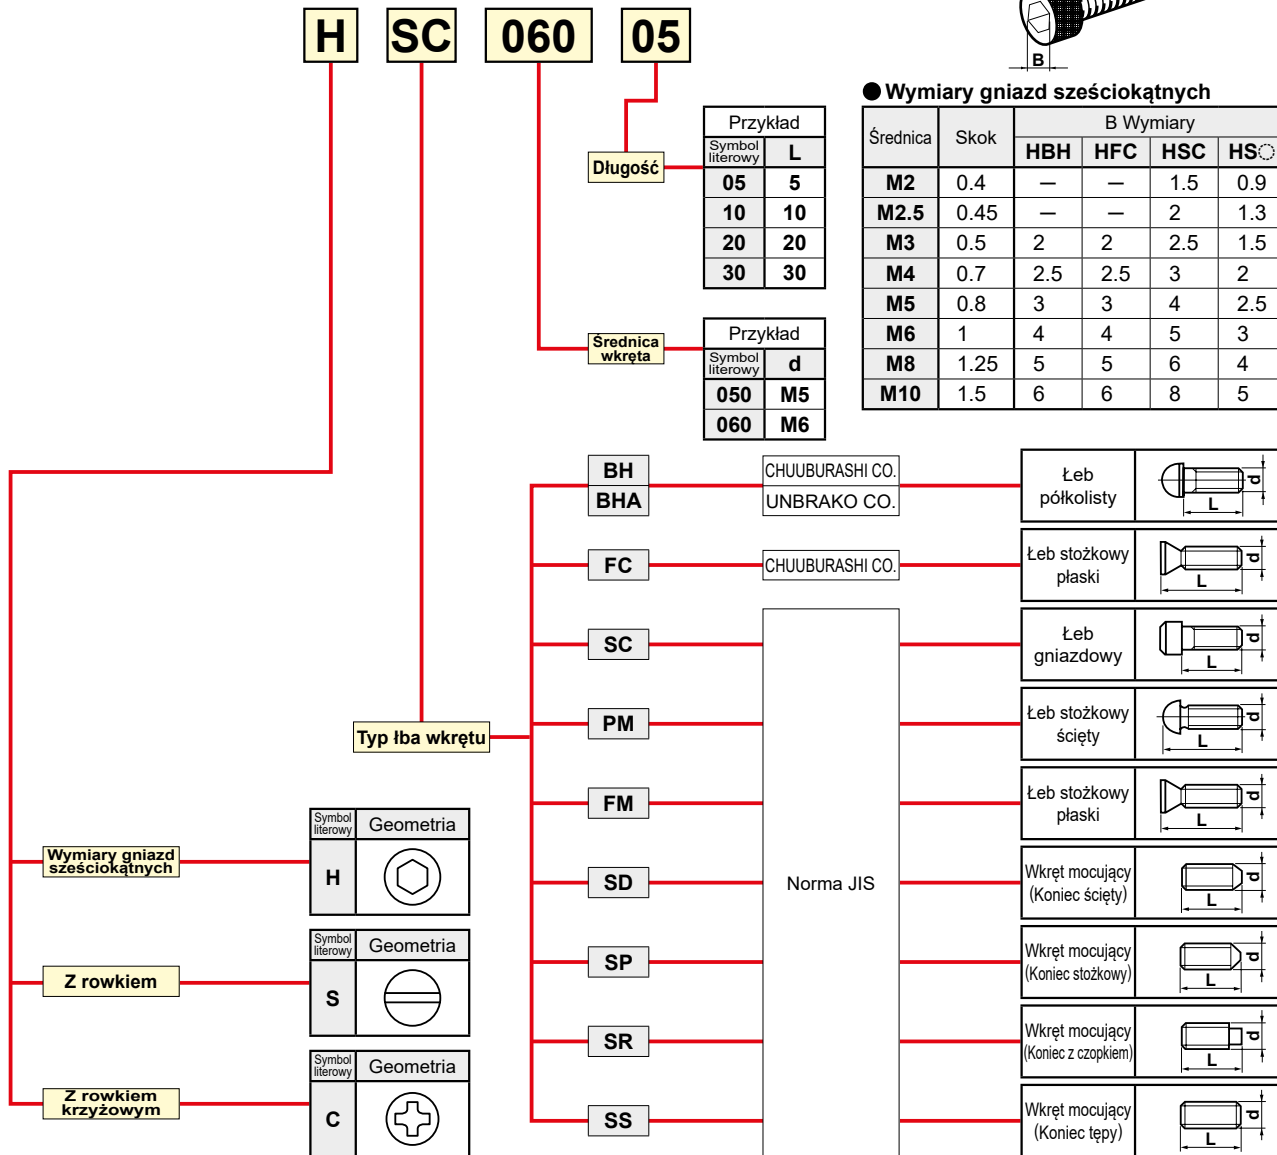 H SC 060 05
B
● Wymiary gniazd sześciokątnych
Średnica Skok B Wymiary
HBH HFC HSC HS◌
M2 0.4 – – 1.5 0.9
M2.5 0.45 – – 2 1.3
M3 0.5 2 2 2.5 1.5
M4 0.7 2.5 2.5 3 2
M5 0.8 3 3 4 2.5
M6 1 4 4 5 3
M8 1.25 5 5 6 4
M10 1.5 6 6 8 5
Długość
Przykład
Symbol
literowy L
05 5
10 10
20 20
30 30
Średnica
wkręta
Przykład
Symbol
literowy d
050 M5
060 M6
Typ łba wkrętu
BH CHUUBURASHI CO.
BHA UNBRAKO CO.
Łeb
półkolisty
L d
FC CHUUBURASHI CO.
Łeb stożkowy
płaski
L d
SC
Łeb
gniazdowy
L d
PM
Łeb stożkowy
ścięty
L d
FM
Łeb stożkowy
płaski
L d
SD Norma JIS
Wkręt mocujący
(Koniec ścięty)
L d
SP
Wkręt mocujący
(Koniec stożkowy)
L d
SR
Wkręt mocujący
(Koniec z czopkiem)
L d
SS
Wkręt mocujący
(Koniec tępy)
L d
Wymiary gniazd
sześciokątnych
Symbol
literowy Geometria
H
Z rowkiem
Symbol
literowy Geometria
S
Z rowkiem
krzyżowym
Symbol
literowy Geometria
C